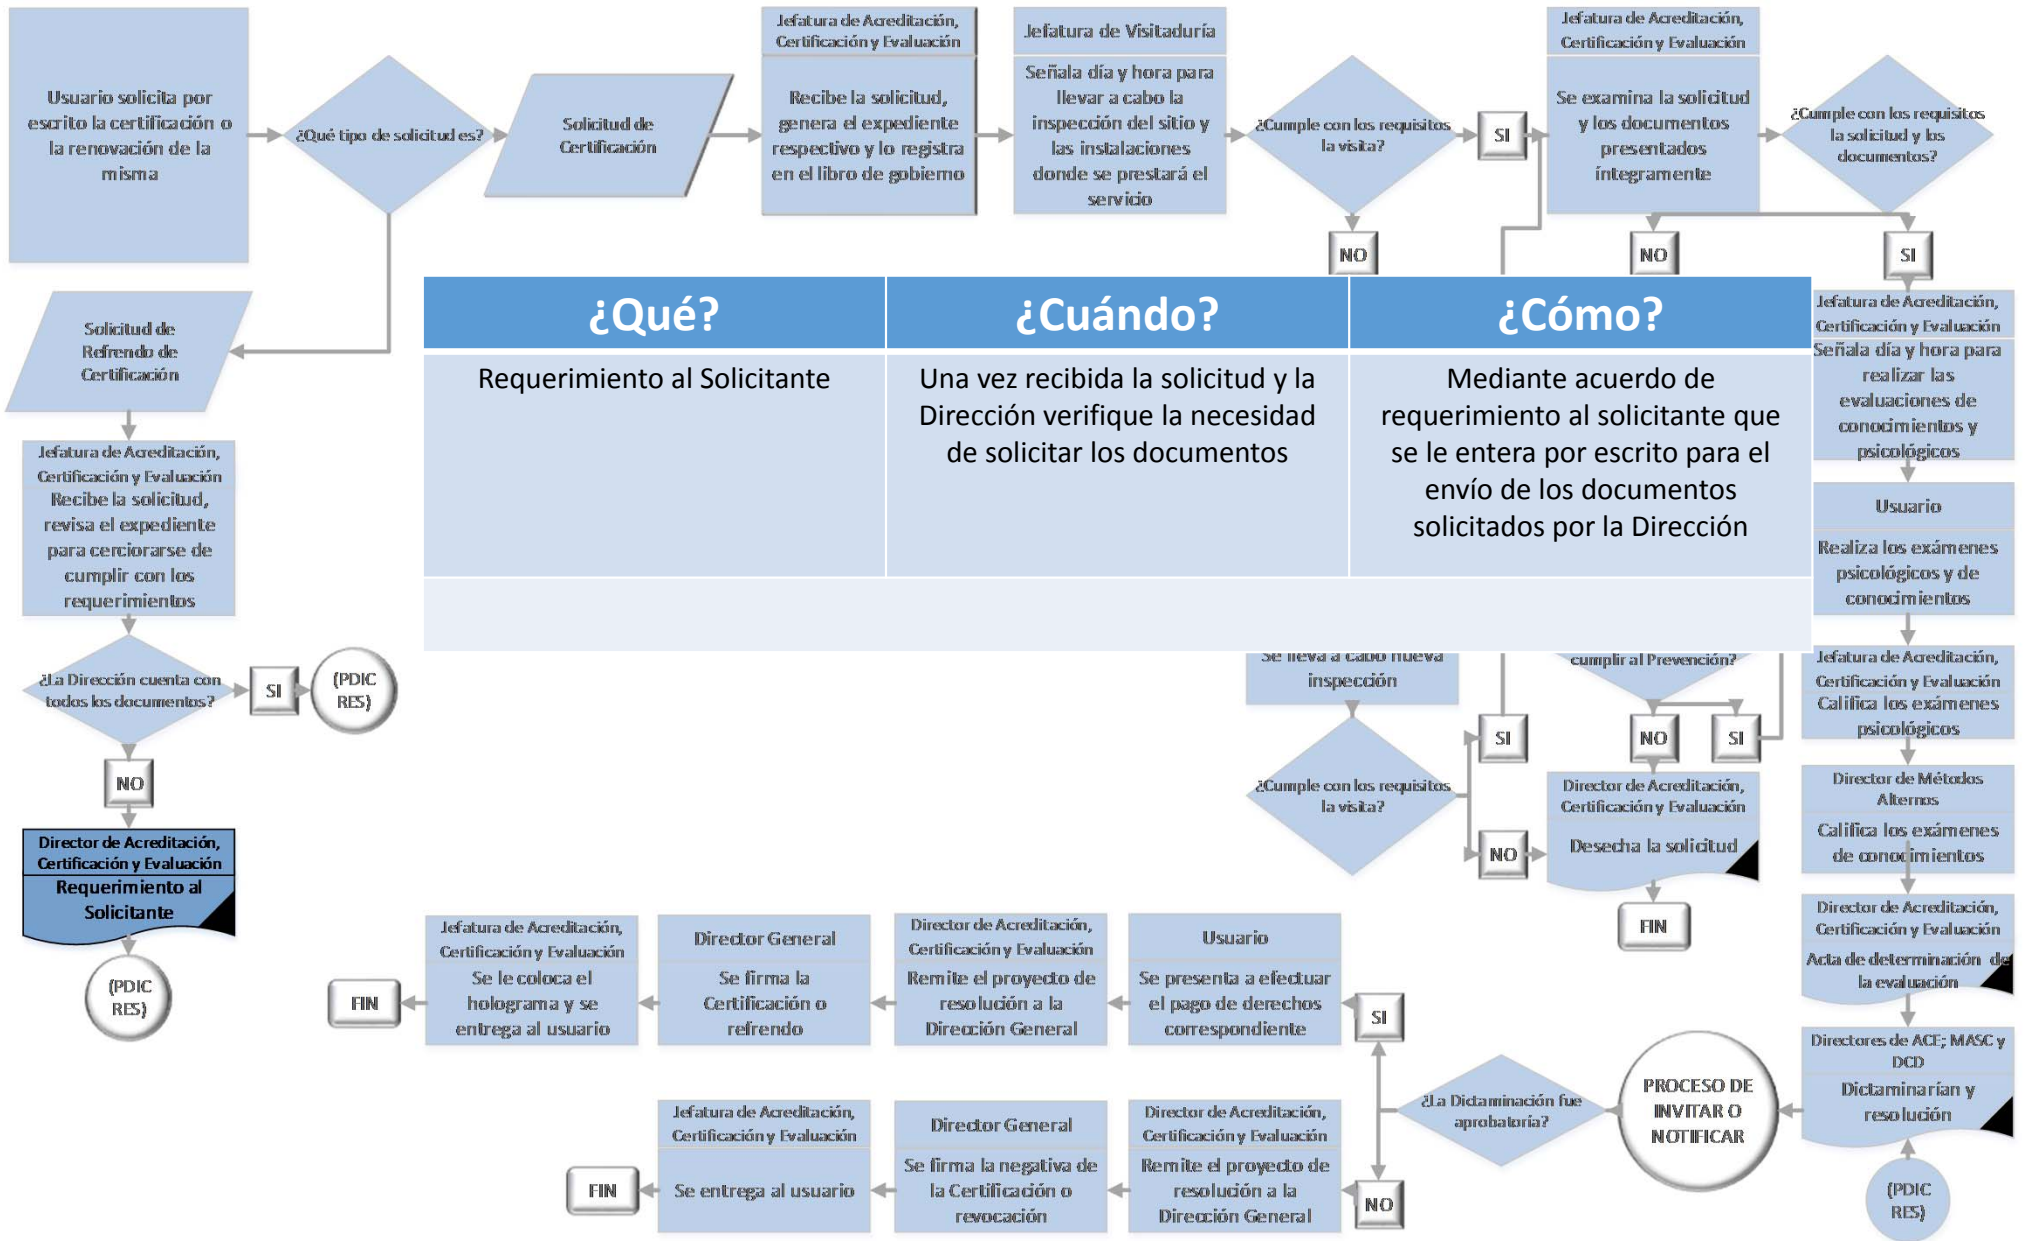 Usuario solicita por
escrito la certificación o
la renovación de la
misma
¿Qué tipo de solicitud es?
Solicitud de
Certificación
Jefatura de Acreditación,
Certificación y Evaluación
Recibe la solicitud,
genera el expediente
respectivo y lo registra
en el libro de gobierno
Jefatura de Visitaduría
Señala día y hora para
llevar a cabo la
inspección del sitio y
las instalaciones
donde se prestará el
servicio
¿Cumple con los requisitos
la visita?
SI
NO
Jefatura de Acreditación,
Certificación y Evaluación
Se examina la solicitud
y los documentos
presentados
íntegramente
¿Cumple con los requisitos
la solicitud y los
documentos?
NO
SI
Solicitud de
Refrendo de
Certificación
Jefatura de Acreditación,
Certificación y Evaluación
Recibe la solicitud,
revisa el expediente
para cerciorarse de
cumplir con los
requerimientos
¿La Dirección cuenta con
todos los documentos?
SI
(PDIC
RES)
NO
Director de Acreditación,
Certificación y Evaluación
Requerimiento al
Solicitante
(PDIC
RES)
¿Qué?
¿Cuándo?
¿Cómo?
Requerimiento al Solicitante
Una vez recibida la solicitud y la
Dirección verifique la necesidad
de solicitar los documentos
Mediante acuerdo de
requerimiento al solicitante que
se le entera por escrito para el
envío de los documentos
solicitados por la Dirección
Jefatura de Acreditación,
Certificación y Evaluación
Señala día y hora para
realizar las
evaluaciones de
conocimientos y
psicológicos
Usuario
Realiza los exámenes
psicológicos y de
conocimientos
Jefatura de Acreditación,
Certificación y Evaluación
Califica los exámenes
psicológicos
Director de Métodos
Alternos
Califica los exámenes
de conocimientos
Director de Acreditación,
Certificación y Evaluación
Acta de determinación de
la evaluación
Directores de ACE; MASC y
DCD
Dictaminarían y
resolución
(PDIC
RES)
Se lleva a cabo nueva
inspección
¿Cumple con los requisitos
la visita?
SI
NO
cumplir al Prevención?
NO
SI
Director de Acreditación,
Certificación y Evaluación
Desecha la solicitud
FIN
PROCESO DE
INVITAR O
NOTIFICAR
¿La Dictaminación fue
aprobatoría?
SI
NO
Usuario
Se presenta a efectuar
el pago de derechos
correspondiente
Director de Acreditación,
Certificación y Evaluación
Remite el proyecto de
resolución a la
Dirección General
Director General
Se firma la
Certificación o
refrendo
Jefatura de Acreditación,
Certificación y Evaluación
Se le coloca el
holograma y se
entrega al usuario
FIN
Director de Acreditación,
Certificación y Evaluación
Remite el proyecto de
resolución a la
Dirección General
Director General
Se firma la negativa de
la Certificación o
revocación
Jefatura de Acreditación,
Certificación y Evaluación
Se entrega al usuario
FIN